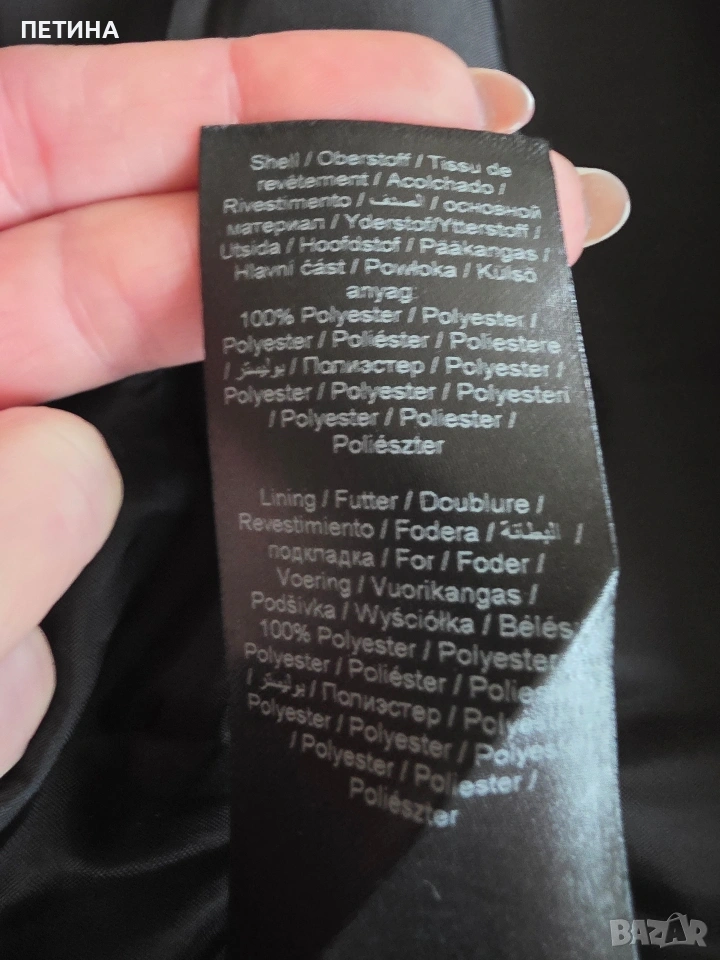 ПЕТИНА
Shell / Oberstoff / Tissu de
revêtement / Acolchado /
Rivestimento / الصنف / основной
материал / Yderstof/Ytterstoff /
Utsida / Hoofdstof / Pääkangas /
Hlavní část / Powłoka / Külső
anyag:
100% Polyester / Polyester /
Polyester / Poliéster / Poliestere
/ بوليستر / Полиэстер / Polyester /
Polyester / Polyester / Polyesteri
/ Polyester / Poliester /
Poliészter
Lining / Futter / Doublure /
Revestimiento / Fodera / البطانة /
подкладка / For / Foder /
Voering / Vuorikangas /
Podšívka / Wyściółka / Bélés
100% Polyester / Polyester
Polyester / Poliéster / Polies
/ بوليستر / Полиэстер / Polyes
Polyester / Polyester / Polyes
/ Polyester / Poliester /
Poliészter
BAZAR